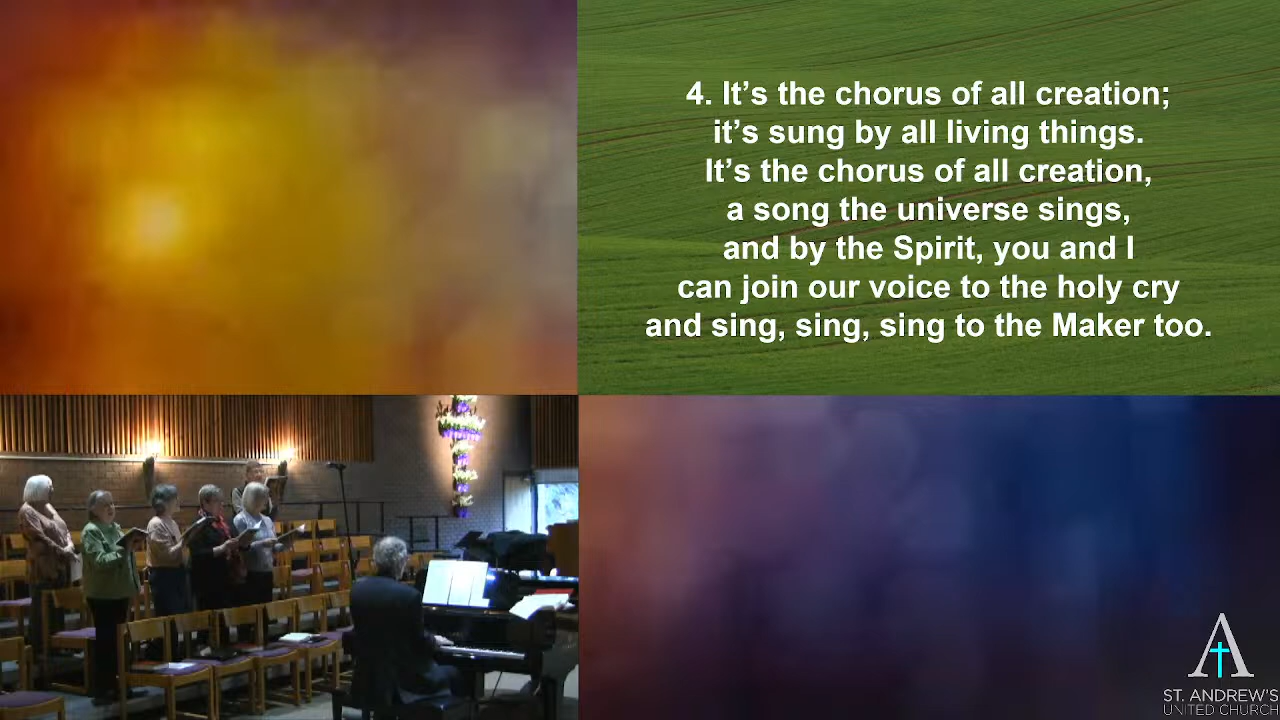 4. It’s the chorus of all creation;
it’s sung by all living things.
It’s the chorus of all creation,
a song the universe sings,
and by the Spirit, you and I
can join our voice to the holy cry
and sing, sing, sing to the Maker too.
ST. ANDREW'S
UNITED CHURCH